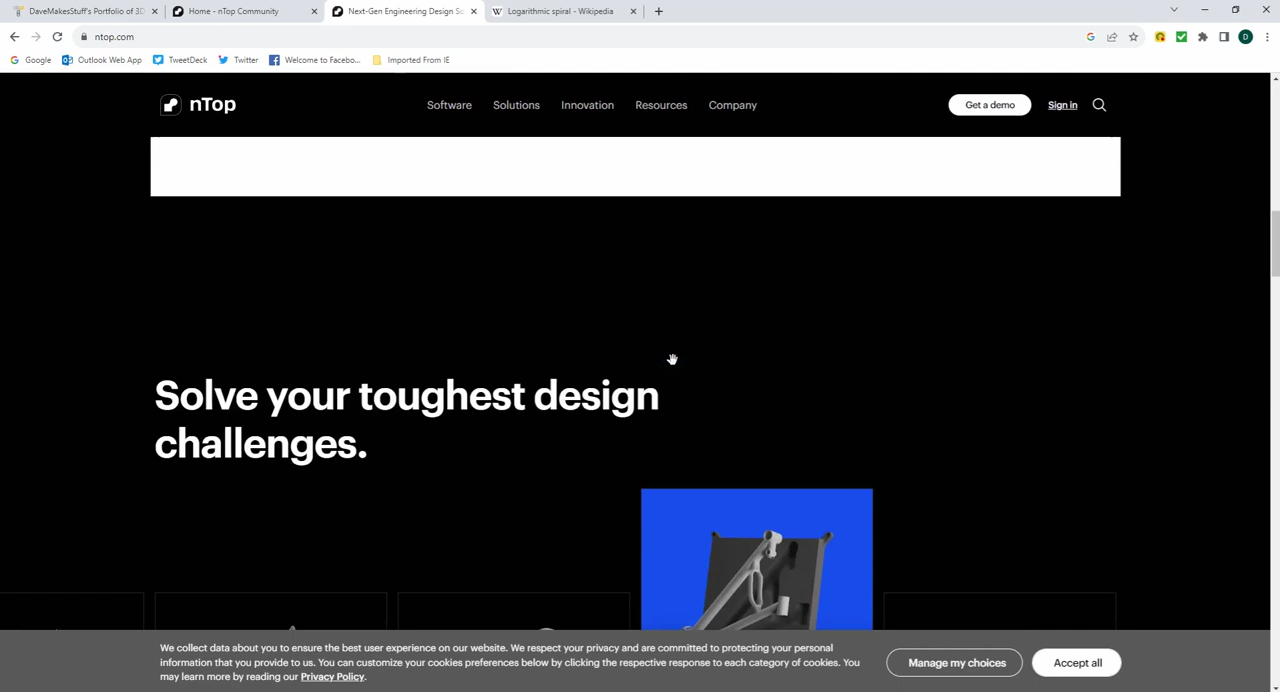 DaveMakesStuff's Portfolio of 3D
Home - nTop Community
Next-Gen Engineering Design So
Logarithmic spiral - Wikipedia
ntop.com
D
Google
Outlook Web App
TweetDeck
Twitter
Welcome to Facebo...
Imported From IE
nTop
Software
Solutions
Innovation
Resources
Company
Get a demo
Sign in
Solve your toughest design
challenges.
We collect data about you to ensure the best user experience on our website. We respect your privacy and are committed to protecting your personal
information that you provide to us. You can customize your cookies preferences below by clicking the respective response to each category of cookies. You
may learn more by reading our Privacy Policy.
Manage my choices
Accept all